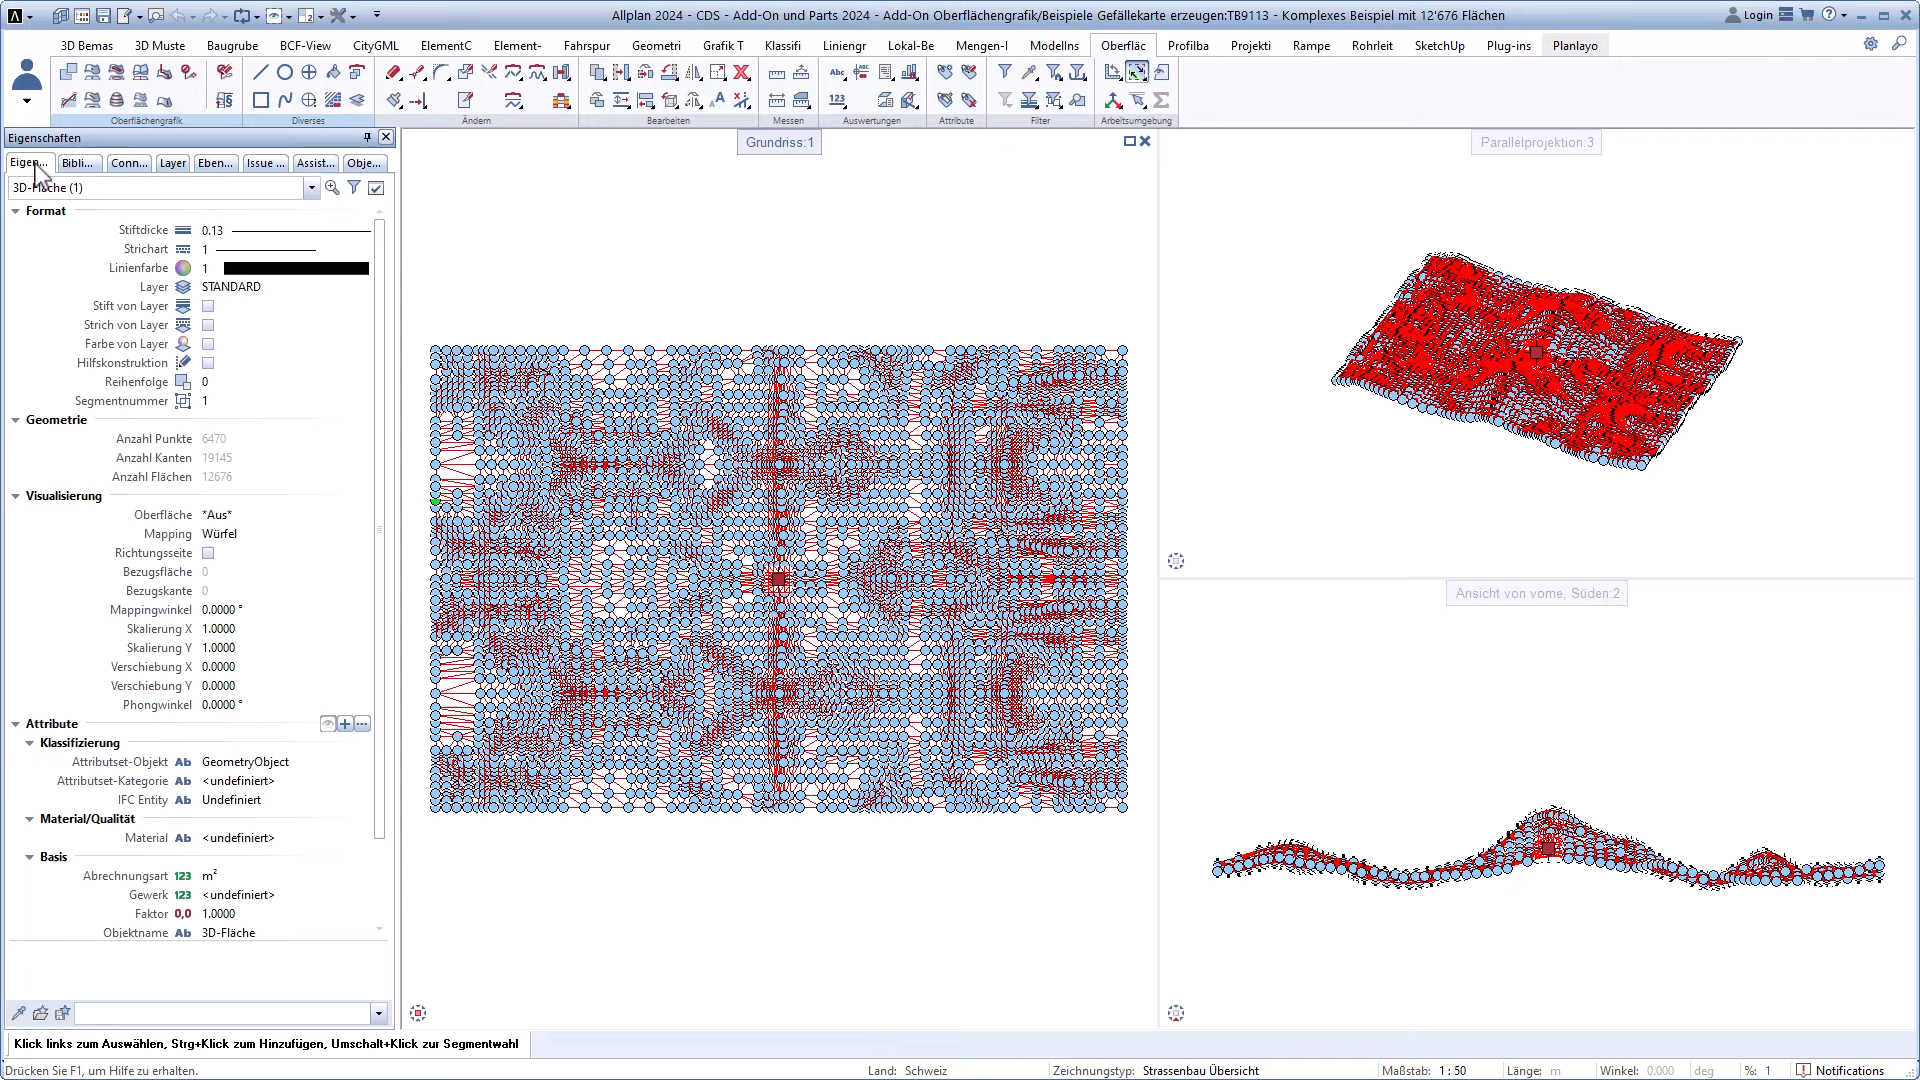 Allplan 2024 - CDS - Add-On und Parts 2024 - Add-On Oberflächengrafik/Beispiele Gefällekarte erzeugen:TB9113 - Komplexes Beispiel mit 12'676 Flächen
Login
3D Bemas 3D Muste Baugrube BCF-View CityGML ElementC Element- Fahrspur Geometri Grafik T Klassifi Liniengr Lokal-Be Mengen-I Modellns Oberfläc Profilba Projekti Rampe Rohrleit SketchUp Plug-ins Planlayo
Oberflächengrafik Diverses Ändern Bearbeiten Messen Auswertungen Attribute Filter Arbeitsumgebung
Eigenschaften
Eigen... Bibli... Conn... Layer Eben... Issue ... Assist... Obje...
3D-Fläche (1)
Format
Stiftdicke 0.13
Strichart 1
Linienfarbe 1
Layer STANDARD
Stift von Layer
Strich von Layer
Farbe von Layer
Hilfskonstruktion
Reihenfolge 0
Segmentnummer 1
Geometrie
Anzahl Punkte 6470
Anzahl Kanten 19145
Anzahl Flächen 12676
Visualisierung
Oberfläche *Aus*
Mapping Würfel
Richtungsseite
Bezugsfläche 0
Bezugskante 0
Mappingwinkel 0.0000 °
Skalierung X 1.0000
Skalierung Y 1.0000
Verschiebung X 0.0000
Verschiebung Y 0.0000
Phongwinkel 0.0000 °
Attribute
Klassifizierung
Attributset-Objekt Ab GeometryObject
Attributset-Kategorie Ab <undefiniert>
IFC Entity Ab Undefiniert
Material/Qualität
Material Ab <undefiniert>
Basis
Abrechnungsart 123 m²
Gewerk 123 <undefiniert>
Faktor 0,0 1.0000
Objektname Ab 3D-Fläche
Grundriss:1
Parallelprojektion:3
Ansicht von vorne, Süden:2
Klick links zum Auswählen, Strg+Klick zum Hinzufügen, Umschalt+Klick zur Segmentwahl
Drücken Sie F1, um Hilfe zu erhalten. Land: Schweiz Zeichnungstyp: Strassenbau Übersicht Maßstab: 1 : 50 Länge: m Winkel: 0.000 deg %: 1 Notifications